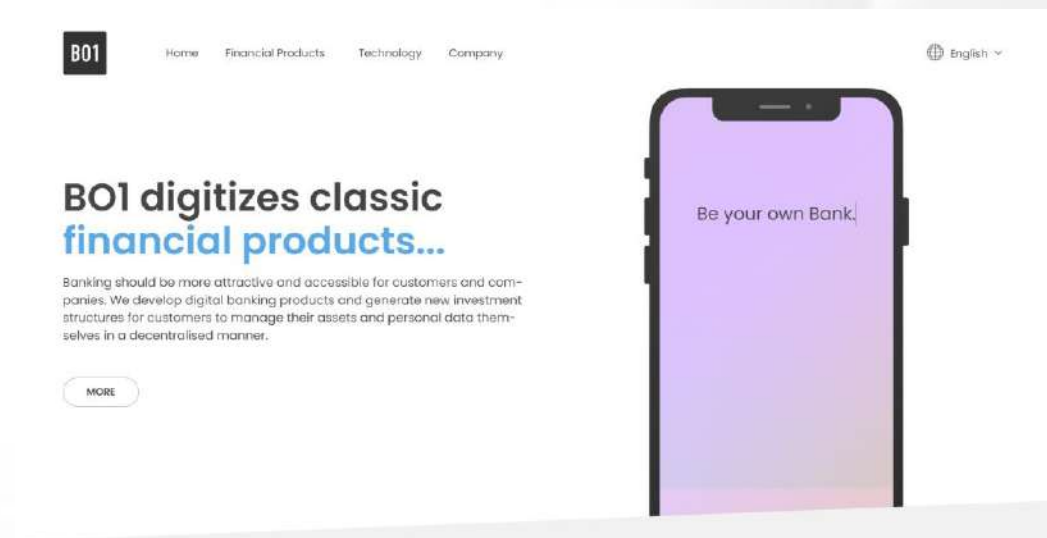 B01
Home Financial Products Technology Company
English
BO1 digitizes classic
financial products...
Banking should be more attractive and accessible for customers and com-
panies. We develop digital banking products and generate new investment
structures for customers to manage their assets and personal data them-
selves in a decentralised manner.
MORE
Be your own Bank.